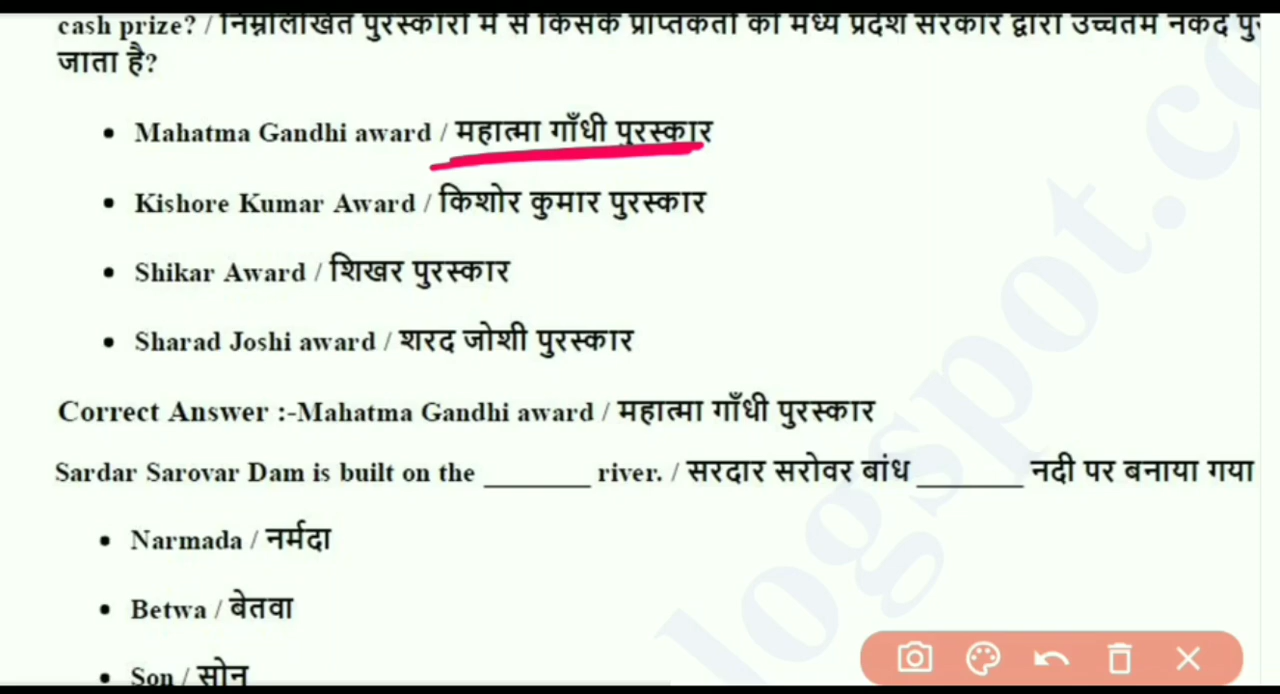 cash prize? / निम्नलिखित पुरस्कारों में से किसके प्राप्तकर्ता को मध्य प्रदेश सरकार द्वारा उच्चतम नकद
जाता है?
Mahatma Gandhi award / महात्मा गाँधी पुरस्कार
Kishore Kumar Award / किशोर कुमार पुरस्कार
Shikar Award / शिखर पुरस्कार
Sharad Joshi award / शरद जोशी पुरस्कार
Correct Answer :-Mahatma Gandhi award / महात्मा गाँधी पुरस्कार
Sardar Sarovar Dam is built on the ________ river. / सरदार सरोवर बांध ________ नदी पर बनाया गया
Narmada / नर्मदा
Betwa / बेतवा
Son / सोन
logspot.co